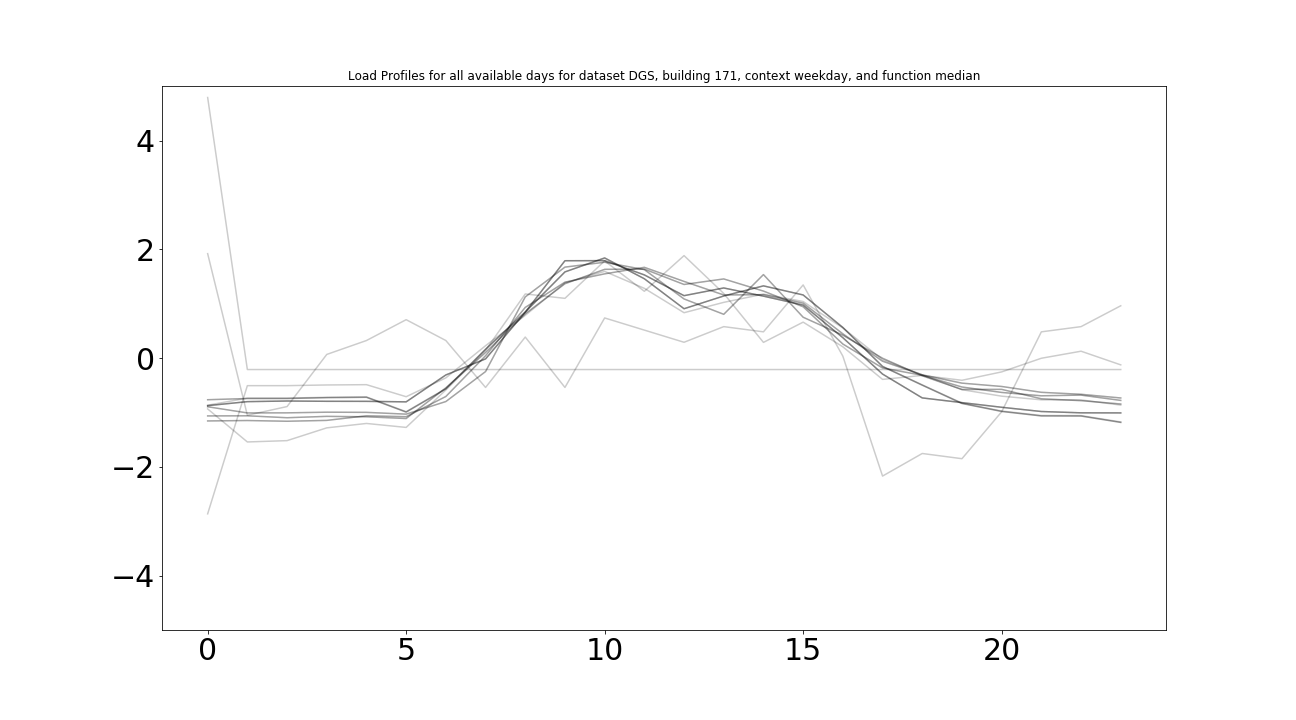 Load Profiles for all available days for dataset DGS, building 171, context weekday, and function median
4
2
0
−2
−4
0 5 10 15 20